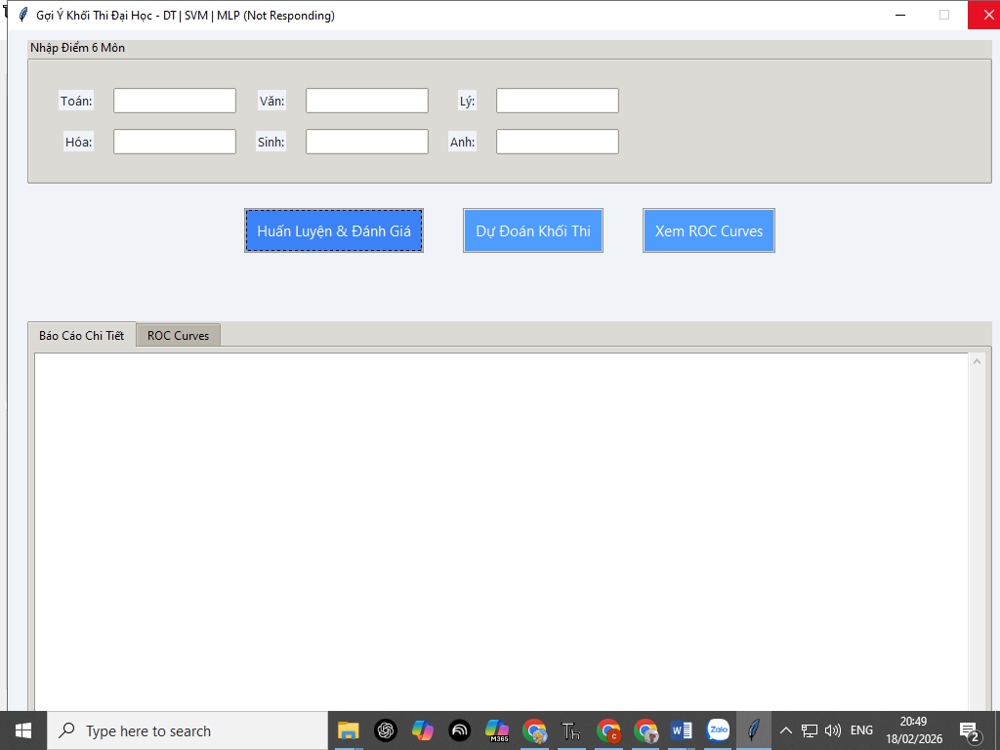 Gợi Ý Khối Thi Đại Học - DT | SVM | MLP (Not Responding)
Nhập Điểm 6 Môn
Toán: Văn: Lý:
Hóa: Sinh: Anh:
Huấn Luyện & Đánh Giá Dự Đoán Khối Thi Xem ROC Curves
Báo Cáo Chi Tiết ROC Curves
Type here to search
M365
Th
C
W
Zalo
ENG
20:49
18/02/2026
2